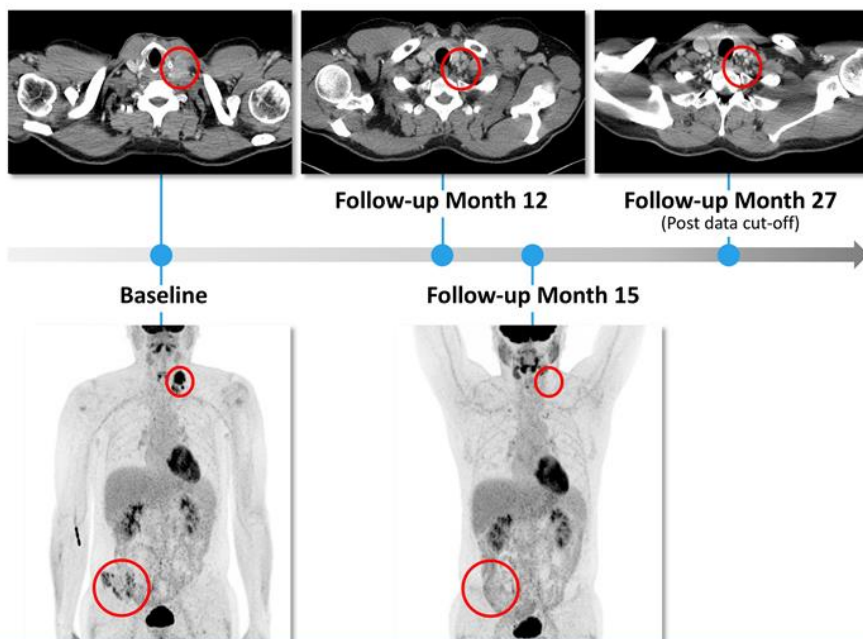 Follow-up Month 12
Follow-up Month 27
(Post data cut-off)
Baseline
Follow-up Month 15